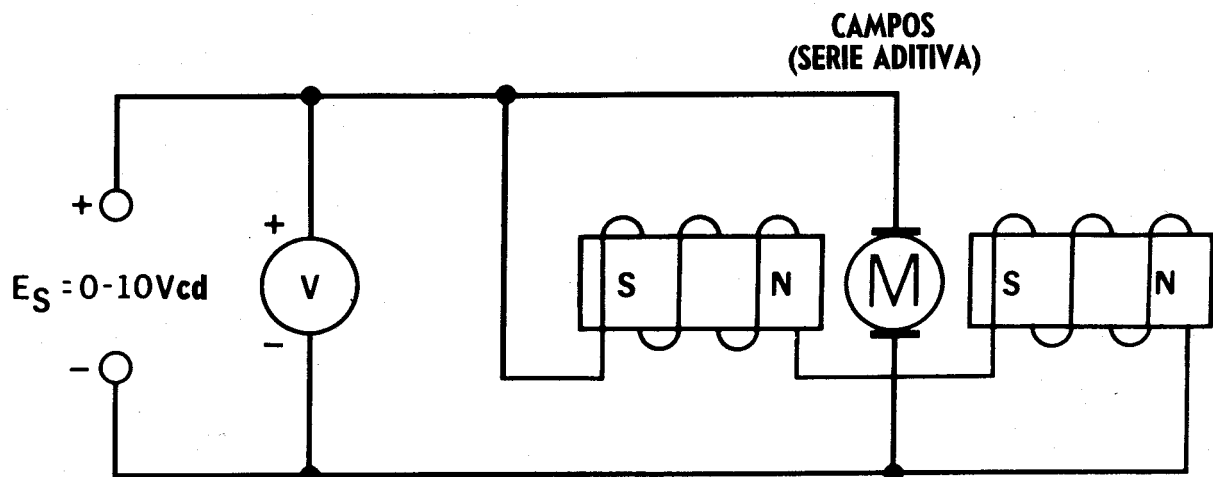 CAMPOS
(SERIE ADITIVA)
+
+
S
N
M
S
N
E_S = 0-10Vcd
V
-
-